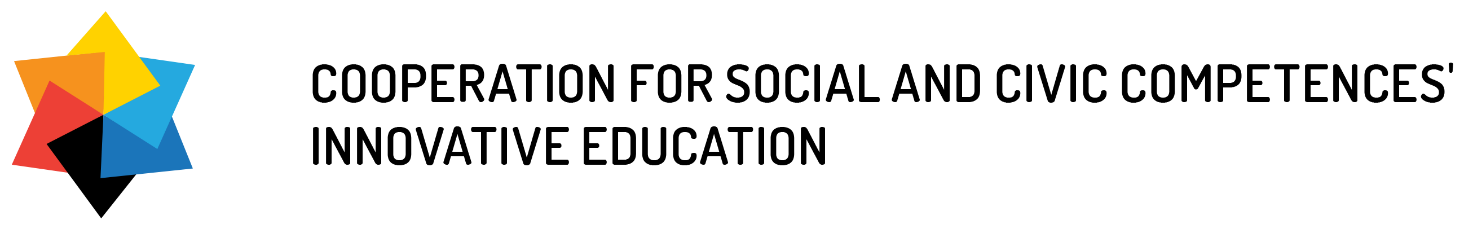 COOPERATION FOR SOCIAL AND CIVIC COMPETENCES'
INNOVATIVE EDUCATION